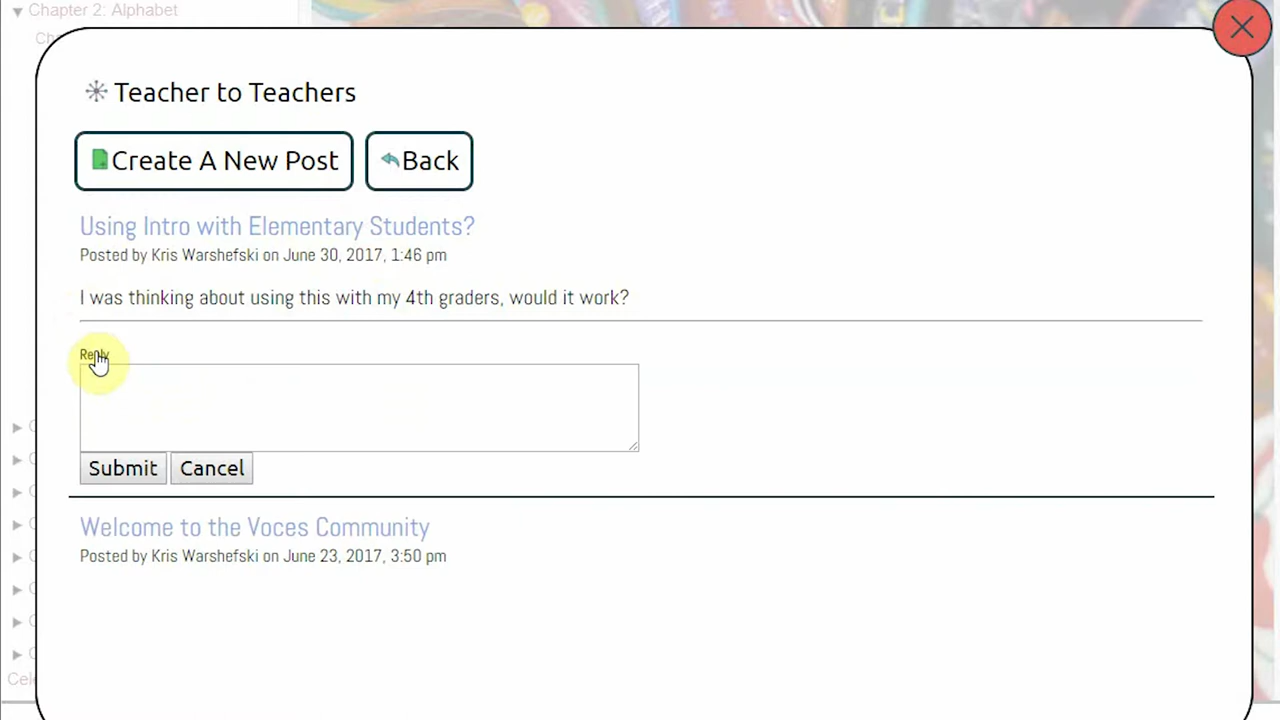 Chapter 2: Alphabet
Teacher to Teachers
Create A New Post
Back
Using Intro with Elementary Students?
Posted by Kris Warshefski on June 30, 2017, 1:46 pm
I was thinking about using this with my 4th graders, would it work?
Reply
Submit
Cancel
Welcome to the Voces Community
Posted by Kris Warshefski on June 23, 2017, 3:50 pm